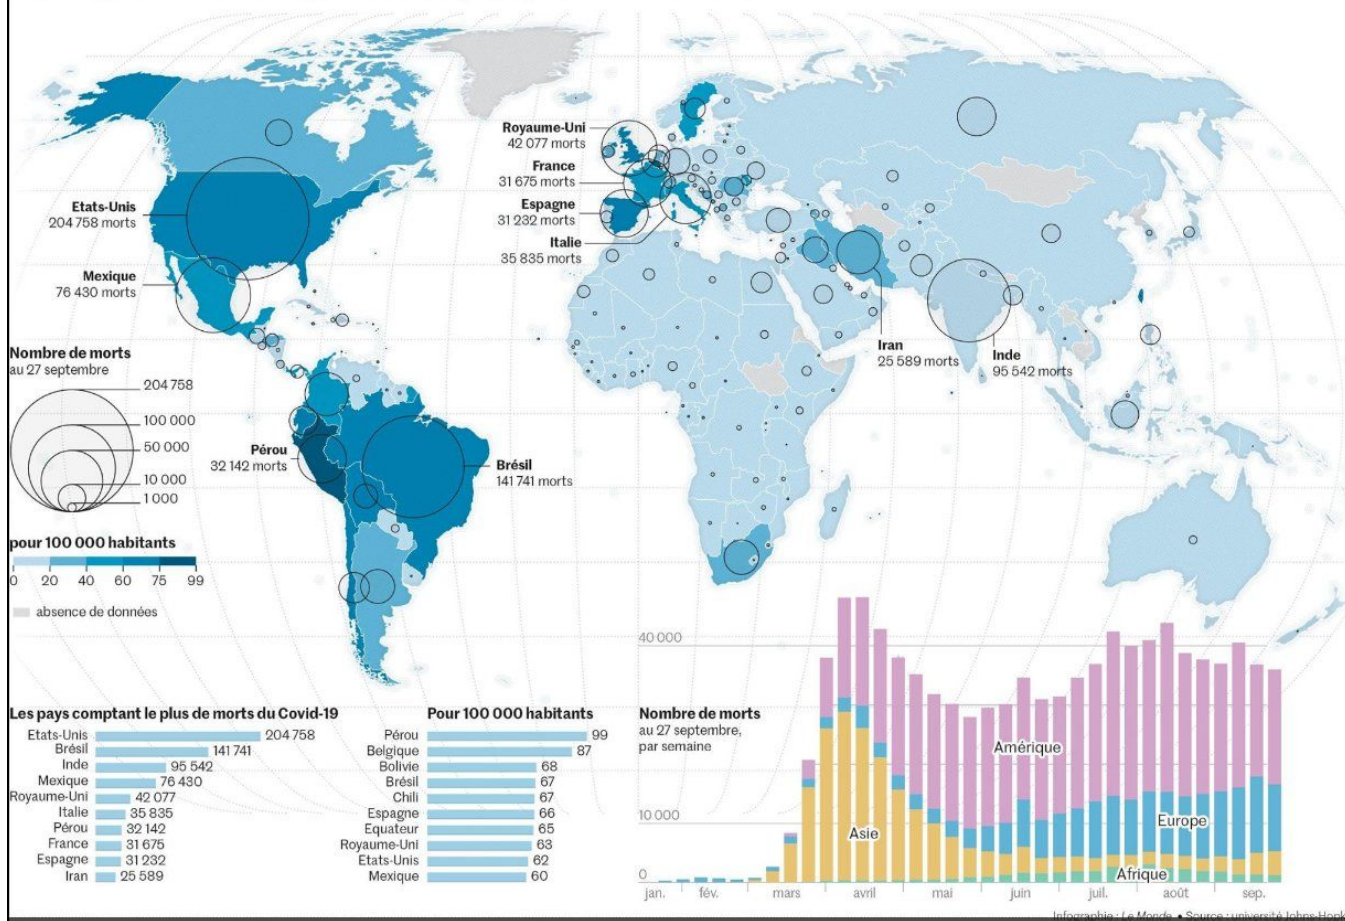 Royaume-Uni
42 077 morts
France
31 675 morts
Espagne
31 232 morts
Italie
35 835 morts
Etats-Unis
204 758 morts
Mexique
76 430 morts
Iran
25 589 morts
Inde
95 542 morts
Pérou
32 142 morts
Brésil
141 741 morts
Nombre de morts
au 27 septembre
204 758
100 000
50 000
10 000
1 000
pour 100 000 habitants
0 20 40 60 75 99
absence de données
Les pays comptant le plus de morts du Covid-19
Etats-Unis 204 758
Brésil 141 741
Inde 95 542
Mexique 76 430
Royaume-Uni 42 077
Italie 35 835
Pérou 32 142
France 31 675
Espagne 31 232
Iran 25 589
Pour 100 000 habitants
Pérou 99
Belgique 87
Bolivie 68
Brésil 67
Chili 67
Espagne 66
Equateur 65
Royaume-Uni 63
Etats-Unis 62
Mexique 60
Nombre de morts
au 27 septembre,
par semaine
40 000
10 000
0
Amérique
Europe
Asie
Afrique
jan. fév. mars avril mai juin juil. août sep.
Infographie : Le Monde • Source : université Johns-Hopk